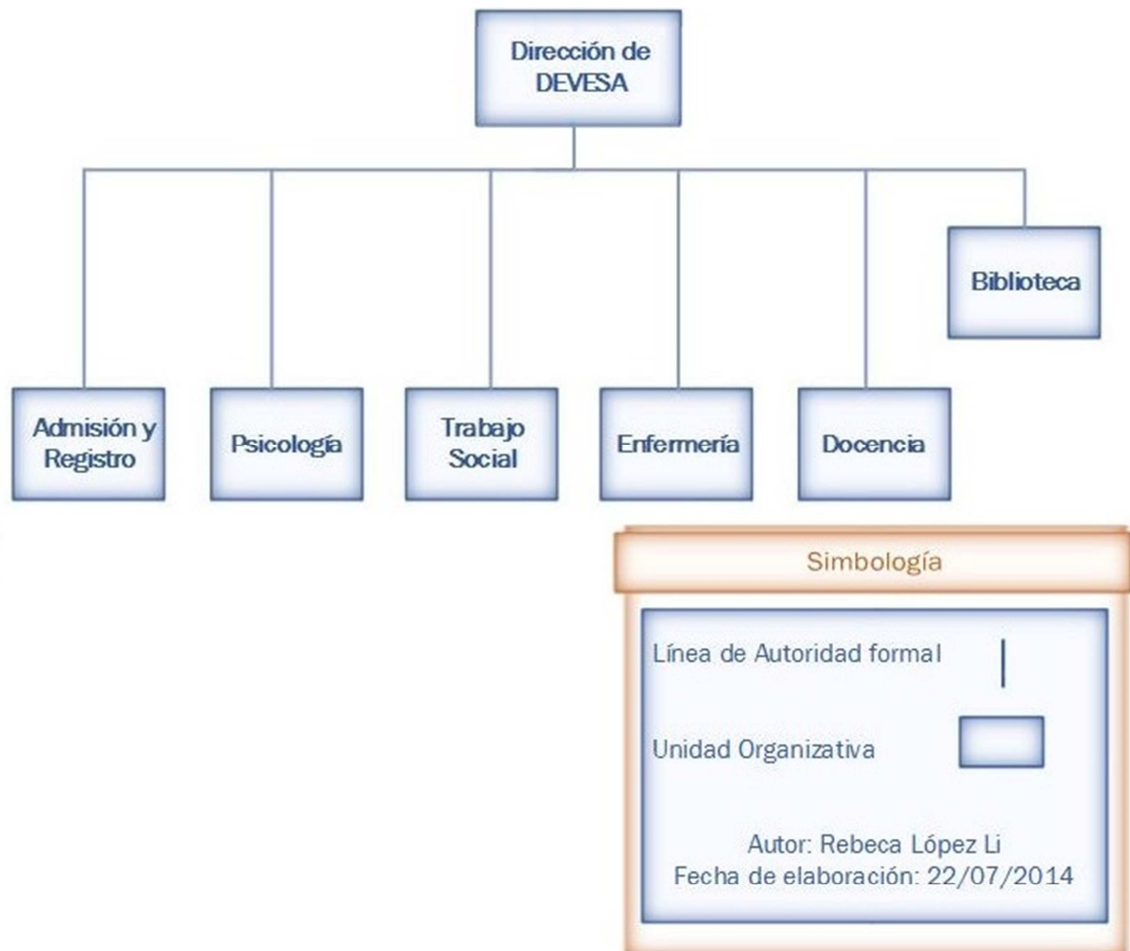 Dirección de
DEVESA
Biblioteca
Admisión y
Registro
Psicología
Trabajo
Social
Enfermería
Docencia
Simbología
Línea de Autoridad formal
Unidad Organizativa
Autor: Rebeca López Li
Fecha de elaboración: 22/07/2014